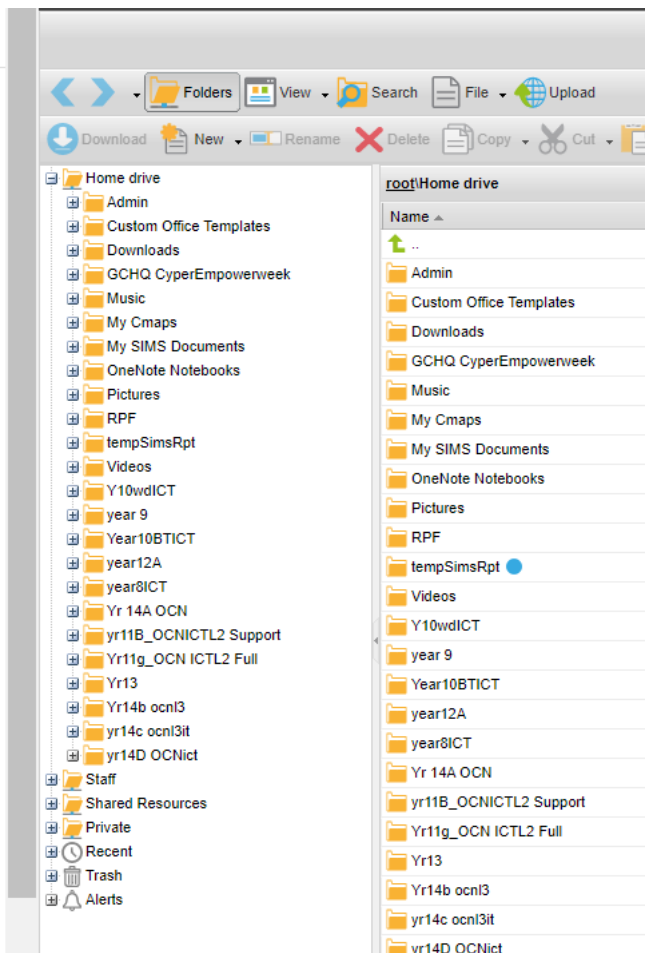 Folders View Search File Upload
Download New Rename Delete Copy Cut
Home drive
Admin
Custom Office Templates
Downloads
GCHQ CyperEmpowerweek
Music
My Cmaps
My SIMS Documents
OneNote Notebooks
Pictures
RPF
tempSimsRpt
Videos
Y10wdICT
year 9
Year10BTICT
year12A
year8ICT
Yr 14A OCN
yr11B_OCNICTL2 Support
Yr11g_OCN ICTL2 Full
Yr13
Yr14b ocnl3
yr14c ocnl3it
yr14D OCNict
Staff
Shared Resources
Private
Recent
Trash
Alerts
root\Home drive
Name
..
Admin
Custom Office Templates
Downloads
GCHQ CyperEmpowerweek
Music
My Cmaps
My SIMS Documents
OneNote Notebooks
Pictures
RPF
tempSimsRpt
Videos
Y10wdICT
year 9
Year10BTICT
year12A
year8ICT
Yr 14A OCN
yr11B_OCNICTL2 Support
Yr11g_OCN ICTL2 Full
Yr13
Yr14b ocnl3
yr14c ocnl3it
yr14D OCNict